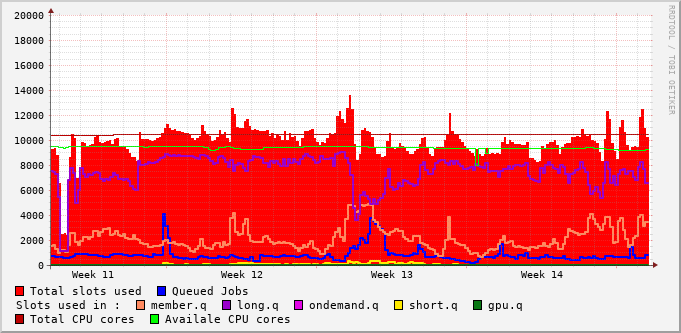 RRDTOOL / TOBI OETIKER
20000
18000
16000
14000
12000
10000
8000
6000
4000
2000
0
Week 11 Week 12 Week 13 Week 14
Total slots used Queued Jobs
Slots used in : member.q long.q ondemand.q short.q gpu.q
Total CPU cores Availale CPU cores